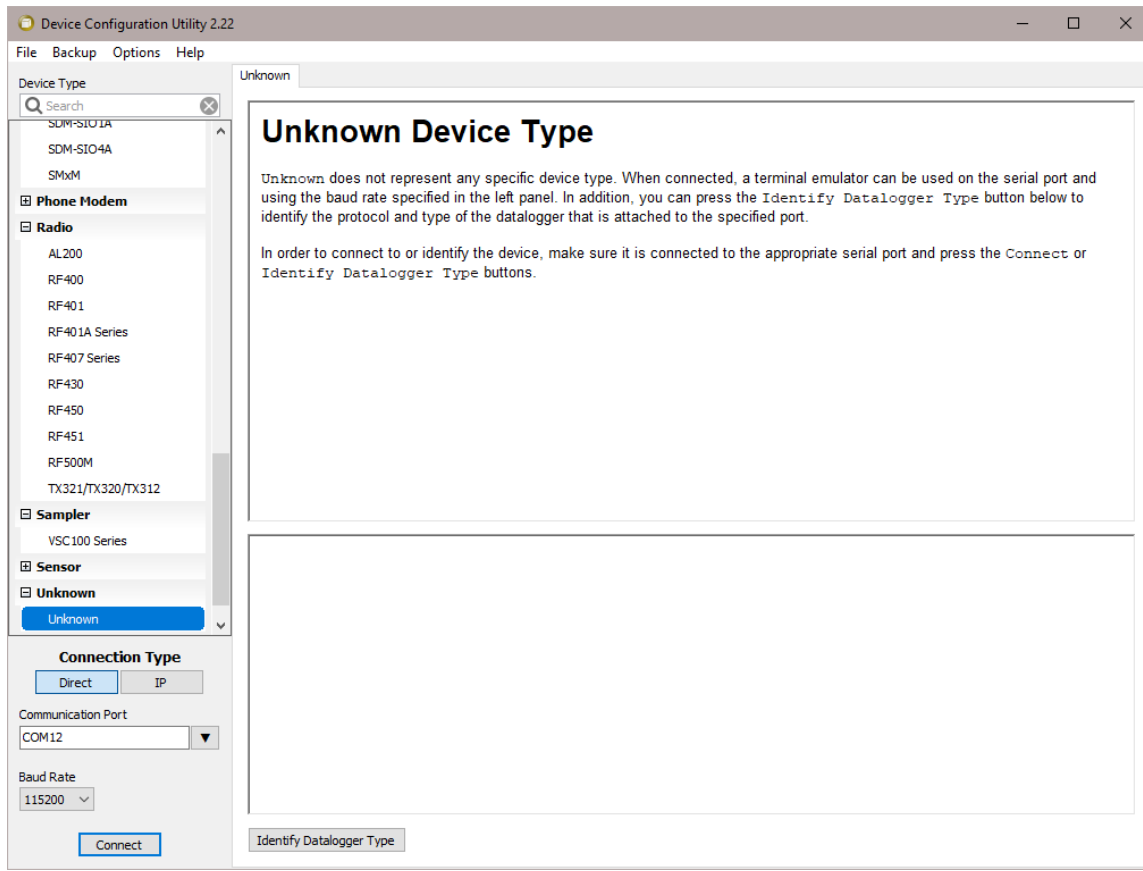 Device Configuration Utility 2.22
File Backup Options Help
Device Type
Search
SDM-SIO1A
SDM-SIO4A
SMxM
Phone Modem
Radio
AL200
RF400
RF401
RF401A Series
RF407 Series
RF430
RF450
RF451
RF500M
TX321/TX320/TX312
Sampler
VSC100 Series
Sensor
Unknown
Unknown
Connection Type
Direct IP
Communication Port
COM12
Baud Rate
115200
Connect
Unknown
Unknown Device Type
Unknown does not represent any specific device type. When connected, a terminal emulator can be used on the serial port and
using the baud rate specified in the left panel. In addition, you can press the Identify Datalogger Type button below to
identify the protocol and type of the datalogger that is attached to the specified port.
In order to connect to or identify the device, make sure it is connected to the appropriate serial port and press the Connect or
Identify Datalogger Type buttons.
Identify Datalogger Type